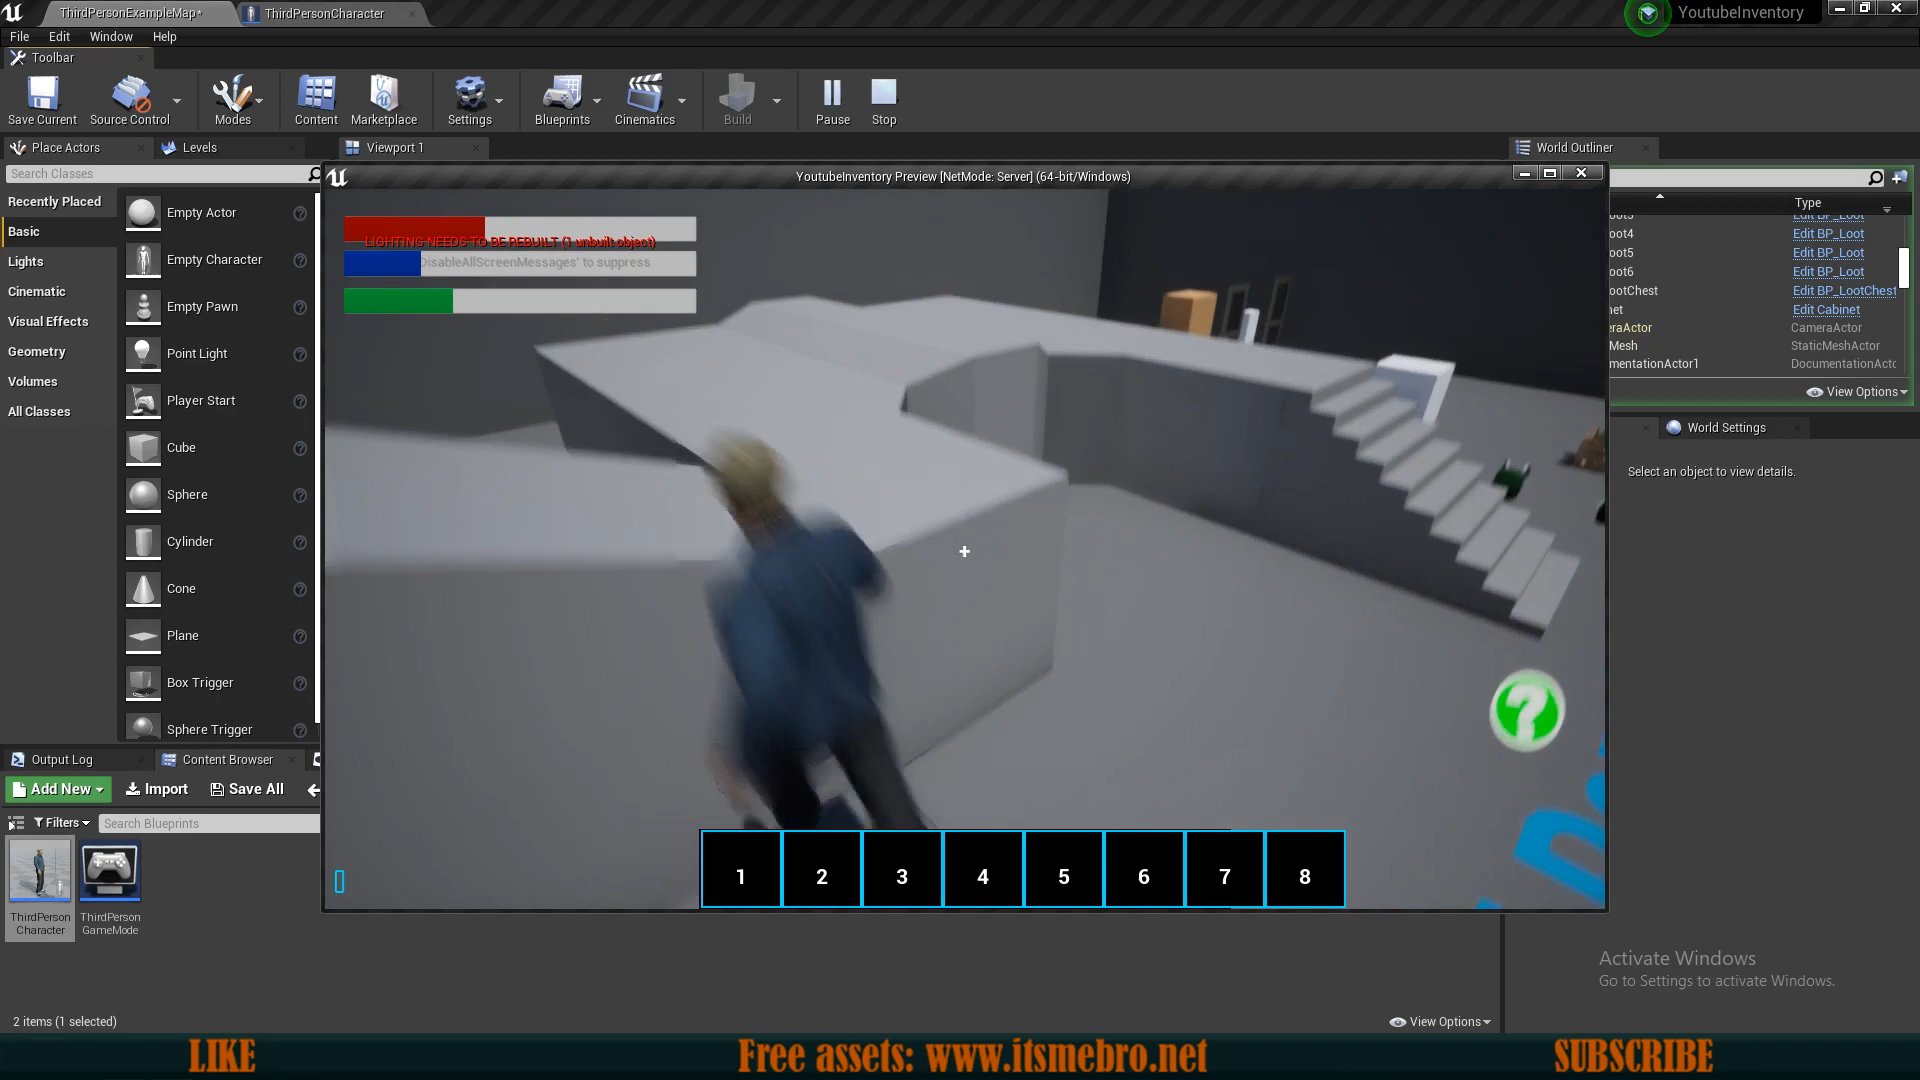 ThirdPersonExampleMap*
ThirdPersonCharacter
YoutubeInventory
File Edit Window Help
Toolbar
Save Current
Source Control
Modes
Content
Marketplace
Settings
Blueprints
Cinematics
Build
Pause
Stop
Place Actors
Levels
Viewport 1
World Outliner
Search Classes
YoutubeInventory Preview [NetMode: Server] (64-bit/Windows)
Recently Placed
Basic
Lights
Cinematic
Visual Effects
Geometry
Volumes
All Classes
Empty Actor
Empty Character
Empty Pawn
Point Light
Player Start
Cube
Sphere
Cylinder
Cone
Plane
Box Trigger
Sphere Trigger
LIGHTING NEEDS TO BE REBUILT (1 unbuilt object)
DisableAllScreenMessages' to suppress
1 2 3 4 5 6 7 8
Type
oot3 Edit BP_Loot
oot4 Edit BP_Loot
oot5 Edit BP_Loot
oot6 Edit BP_Loot
ootChest Edit BP_LootChest
net Edit Cabinet
eraActor CameraActor
Mesh StaticMeshActor
mentationActor1 DocumentationActo
View Options
World Settings
Select an object to view details.
Output Log
Content Browser
Add New
Import
Save All
Filters
Search Blueprints
ThirdPerson
Character
ThirdPerson
GameMode
2 items (1 selected)
View Options
Activate Windows
Go to Settings to activate Windows.
LIKE
Free assets: www.itsmebro.net
SUBSCRIBE